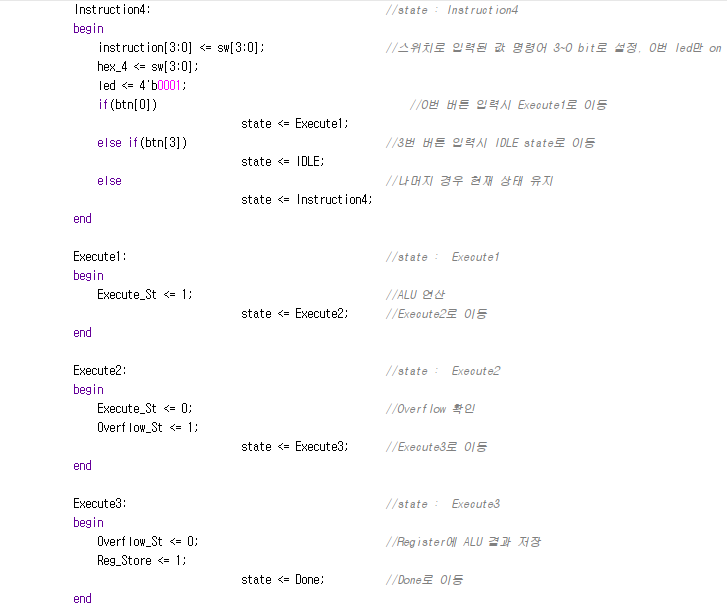 Instruction4: //state : Instruction4
begin
instruction[3:0] <= sw[3:0]; //스위치로 입력된 값 명령어 3~0 bit로 설정, 0번 led만 on
hex_4 <= sw[3:0];
led <= 4'b0001;
if(btn[0]) //0번 버튼 입력시 Execute1로 이동
state <= Execute1;
else if(btn[3]) //3번 버튼 입력시 IDLE state로 이동
state <= IDLE;
else //나머지 경우 현재 상태 유지
state <= Instruction4;
end
Execute1: //state : Execute1
begin
Execute_St <= 1; //ALU 연산
state <= Execute2; //Execute2로 이동
end
Execute2: //state : Execute2
begin
Execute_St <= 0; //Overflow 확인
Overflow_St <= 1;
state <= Execute3; //Execute3로 이동
end
Execute3: //state : Execute3
begin
Overflow_St <= 0; //Register에 ALU 결과 저장
Reg_Store <= 1;
state <= Done; //Done로 이동
end